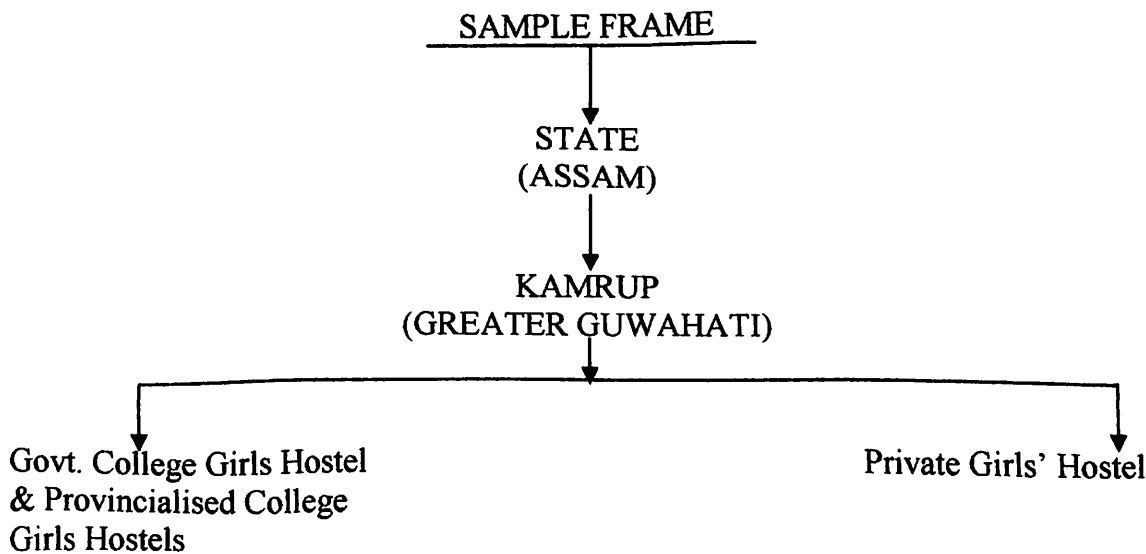 SAMPLE FRAME
STATE
(ASSAM)
KAMRUP
(GREATER GUWAHATI)
Govt. College Girls Hostel
& Provincialised College
Girls Hostels
Private Girls' Hostel